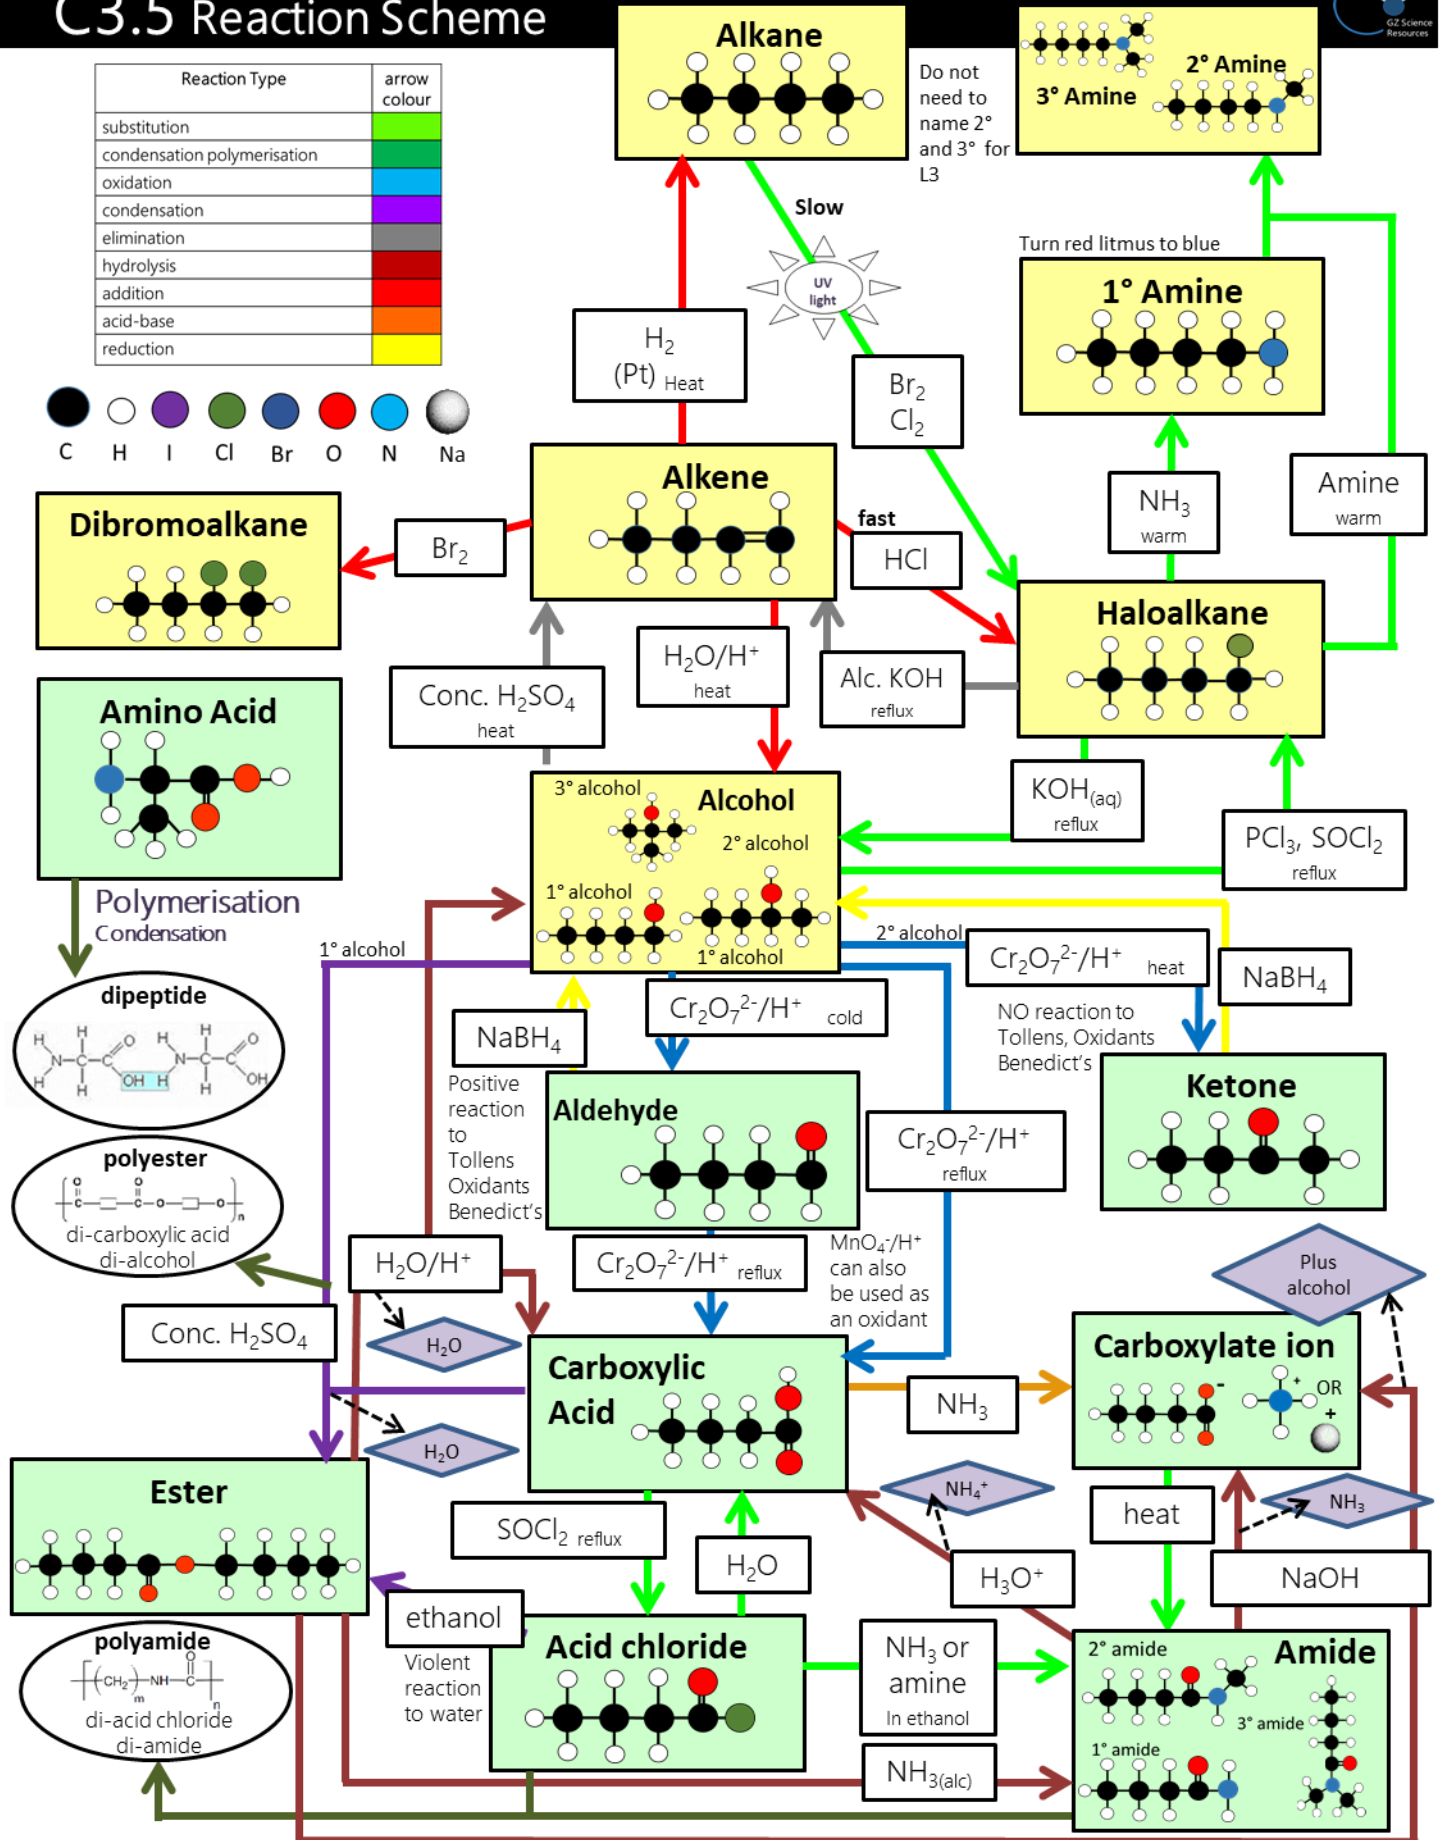 C3.5 Reaction Scheme
GZ Science
Resources
Reaction Type
arrow
colour
substitution
condensation polymerisation
oxidation
condensation
elimination
hydrolysis
addition
acid-base
reduction
C H I Cl Br O N Na
Alkane
Do not
need to
name 2°
and 3° for
L3
3° Amine
2° Amine
Slow
UV
light
Turn red litmus to blue
1° Amine
H₂
(Pt) Heat
Br₂
Cl₂
NH₃
warm
Amine
warm
Alkene
fast
HCl
Dibromoalkane
Br₂
Haloalkane
H₂O/H⁺
heat
Alc. KOH
reflux
Conc. H₂SO₄
heat
Amino Acid
KOH(aq)
reflux
PCl₃, SOCl₂
reflux
3° alcohol
Alcohol
2° alcohol
1° alcohol
1° alcohol
Polymerisation
Condensation
1° alcohol
2° alcohol
Cr₂O₇²⁻/H⁺ heat
NaBH₄
dipeptide
H
H
N
H
C
H
C
O
OH
H
H
N
C
H
C
O
OH
NaBH₄
Cr₂O₇²⁻/H⁺ cold
NO reaction to
Tollens, Oxidants
Benedict's
Positive
reaction
to
Tollens
Oxidants
Benedict's
Aldehyde
Ketone
Cr₂O₇²⁻/H⁺
reflux
polyester
O O
C C O O
n
di-carboxylic acid
di-alcohol
H₂O/H⁺
Cr₂O₇²⁻/H⁺ reflux
MnO₄⁻/H⁺
can also
be used as
an oxidant
Plus
alcohol
Conc. H₂SO₄
H₂O
Carboxylic
Acid
Carboxylate ion
- + OR
+
NH₃
H₂O
Ester
NH₄⁺
heat
NH₃
SOCl₂ reflux
H₂O
H₃O⁺
NaOH
ethanol
Acid chloride
NH₃ or
amine
In ethanol
2° amide
Amide
3° amide
1° amide
polyamide
O
(CH₂)m NH C
n
di-acid chloride
di-amide
Violent
reaction
to water
NH₃(alc)